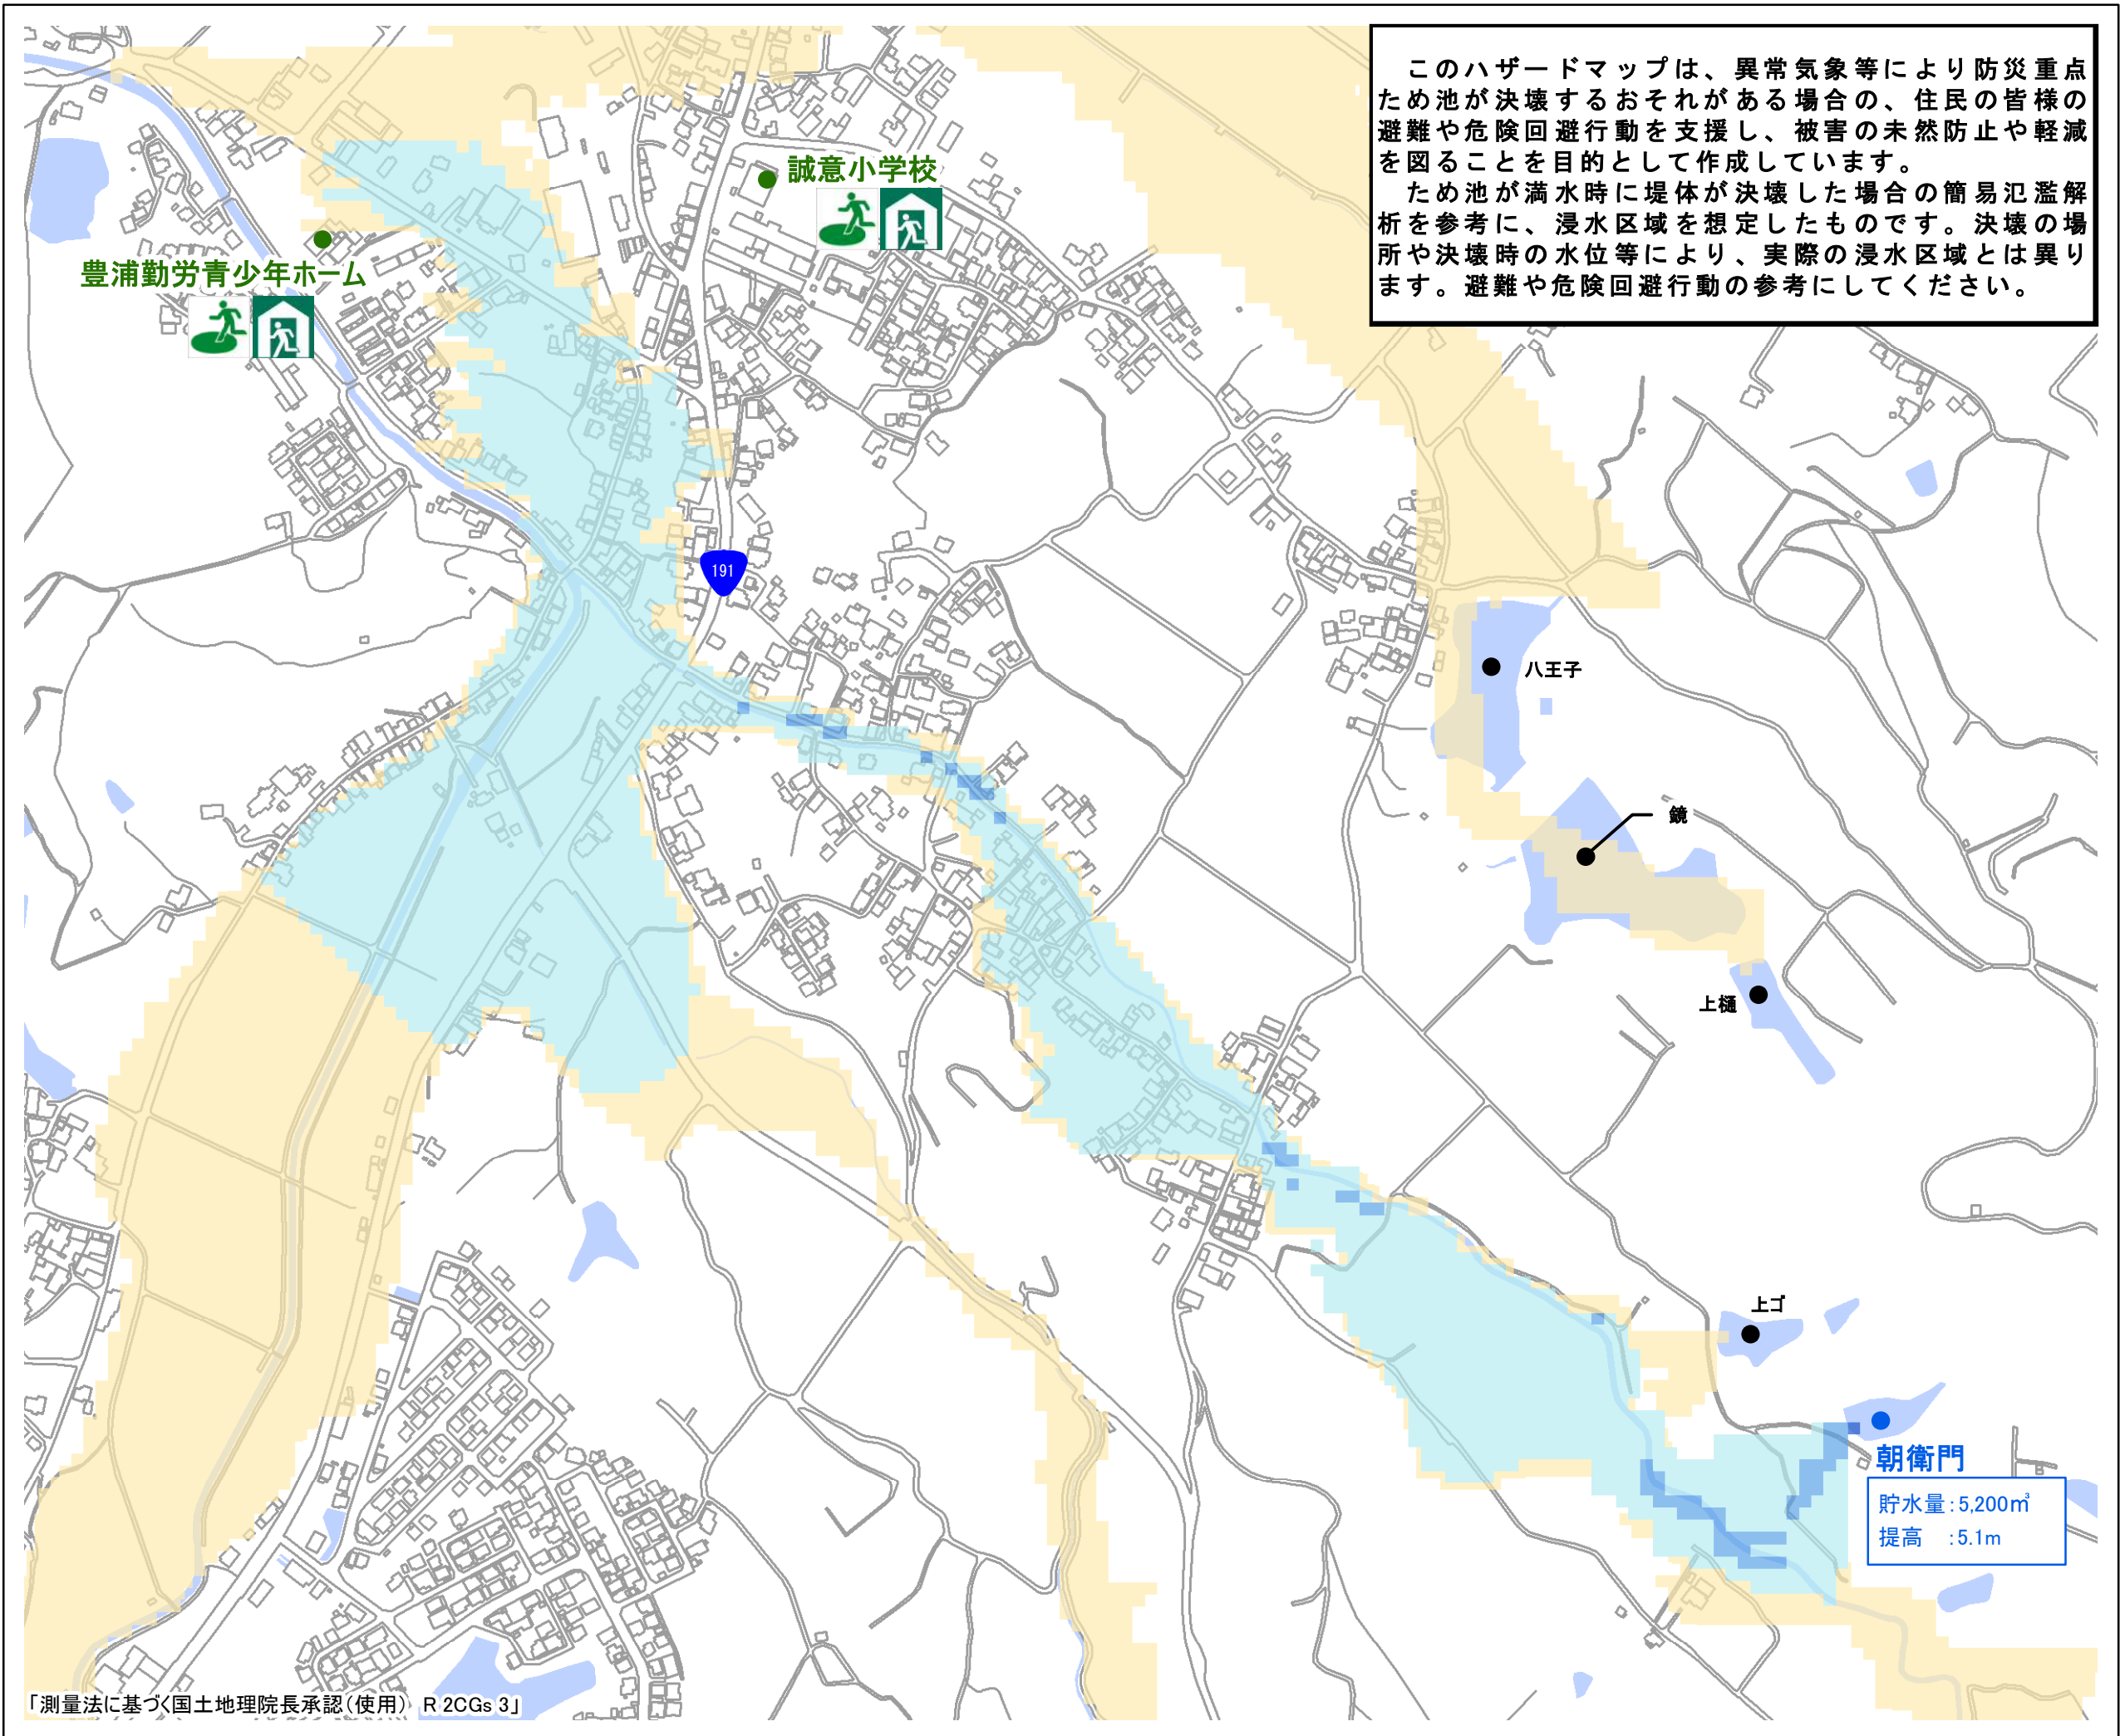 このハザードマップは、異常気象等により防災重点
ため池が決壊するおそれがある場合の、住民の皆様の
避難や危険回避行動を支援し、被害の未然防止や軽減
を図ることを目的として作成しています。
　ため池が満水時に堤体が決壊した場合の簡易氾濫解
析を参考に、浸水区域を想定したものです。決壊の場
所や決壊時の水位等により、実際の浸水区域とは異り
ます。避難や危険回避行動の参考にしてください。
誠意小学校
豊浦勤労青少年ホーム
191
八王子
鏡
上樋
上ゴ
朝衛門
貯水量：5,200㎥
提高　：5.1m
「測量法に基づく国土地理院長承認（使用） R 2CGs 3」